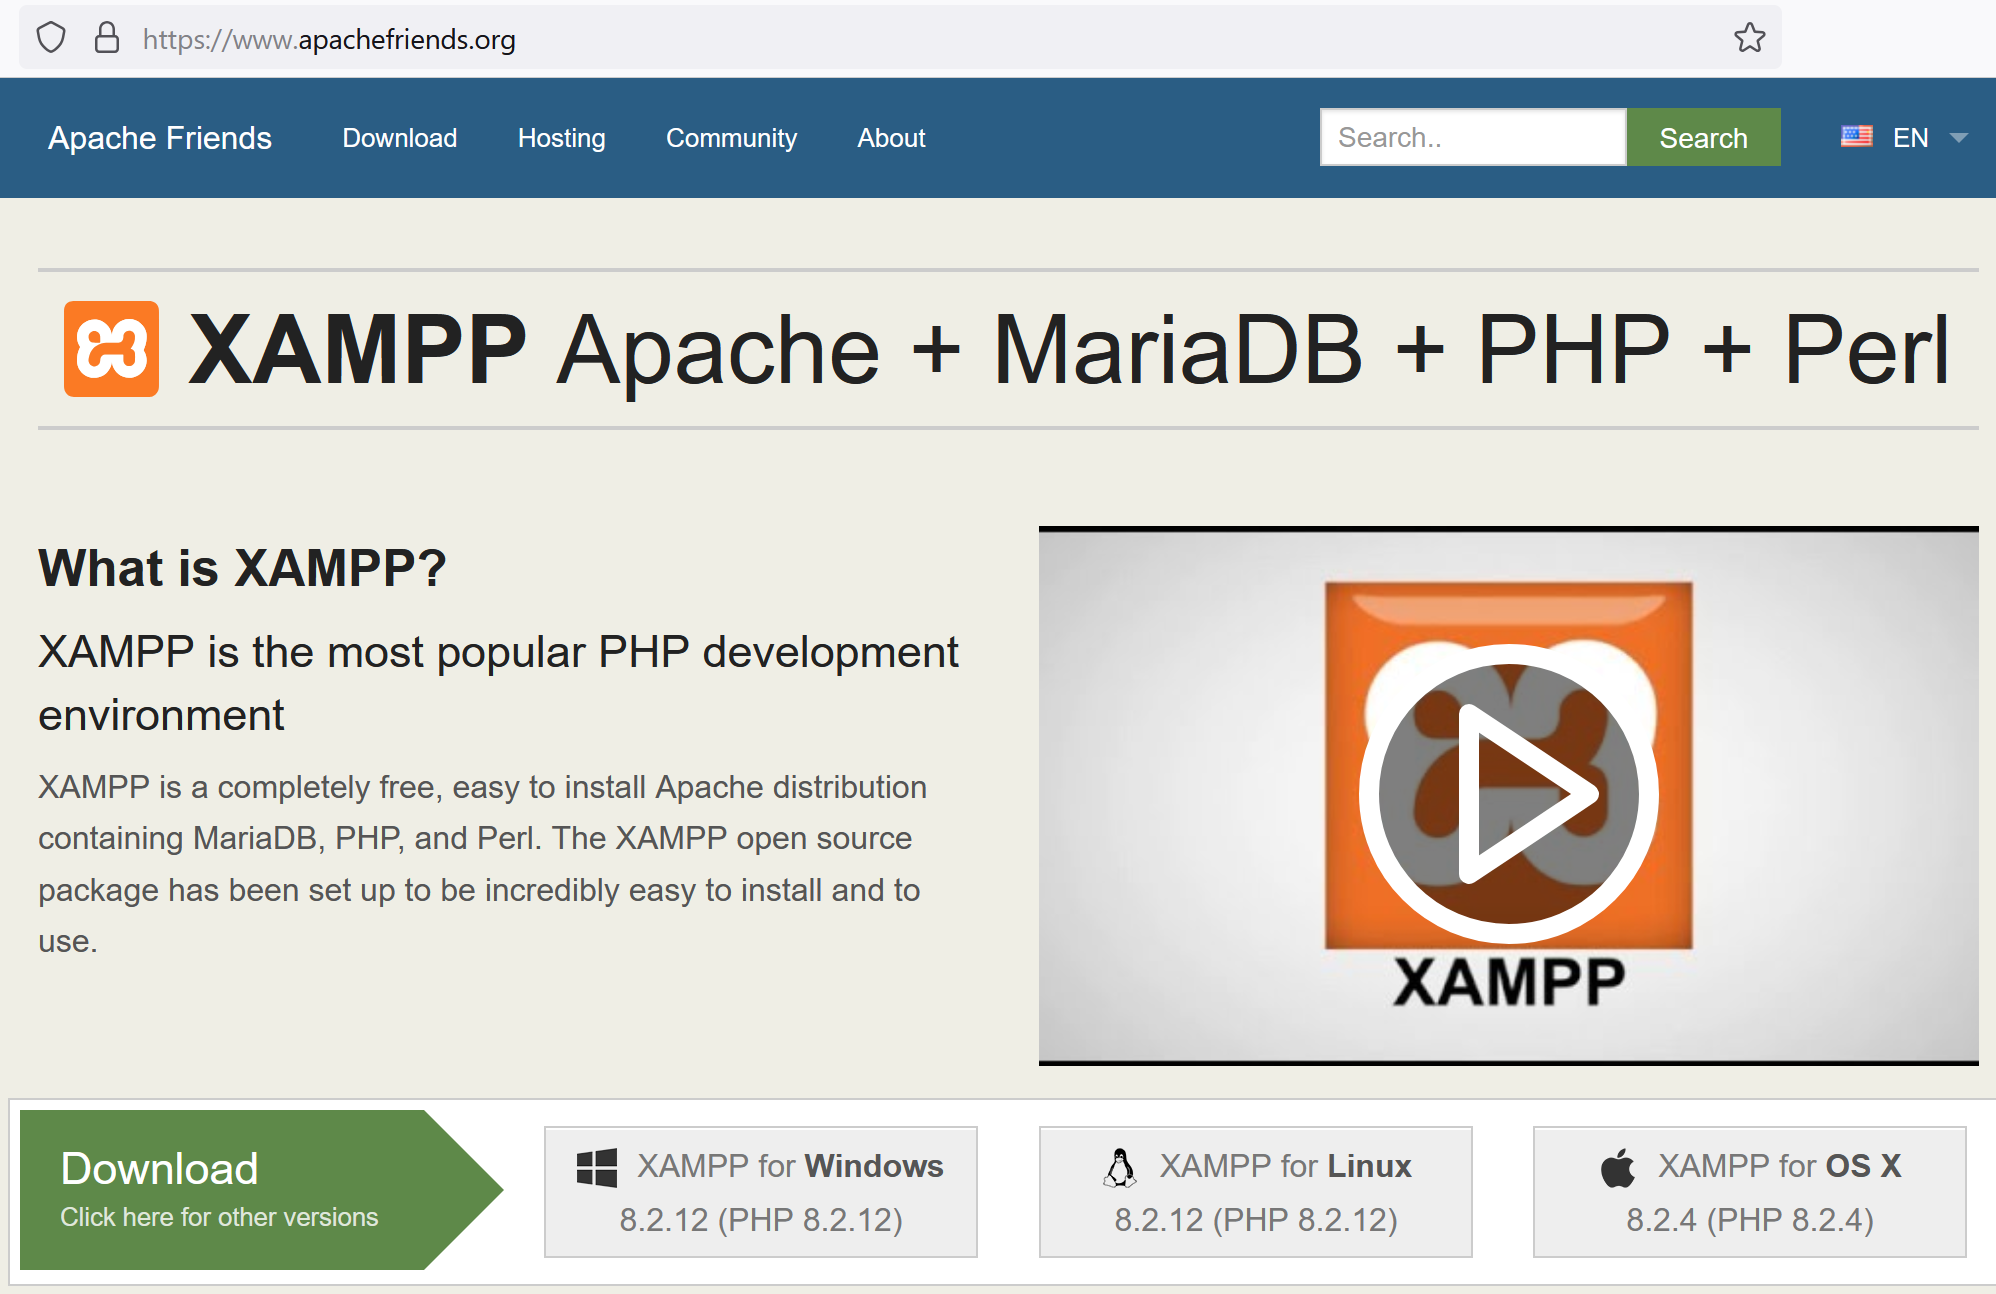 https://www.apachefriends.org
Apache Friends Download Hosting Community About Search.. Search EN
XAMPP Apache + MariaDB + PHP + Perl
What is XAMPP?
XAMPP is the most popular PHP development
environment
XAMPP is a completely free, easy to install Apache distribution
containing MariaDB, PHP, and Perl. The XAMPP open source
package has been set up to be incredibly easy to install and to
use.
XAMPP
Download
Click here for other versions
XAMPP for Windows
8.2.12 (PHP 8.2.12)
XAMPP for Linux
8.2.12 (PHP 8.2.12)
XAMPP for OS X
8.2.4 (PHP 8.2.4)